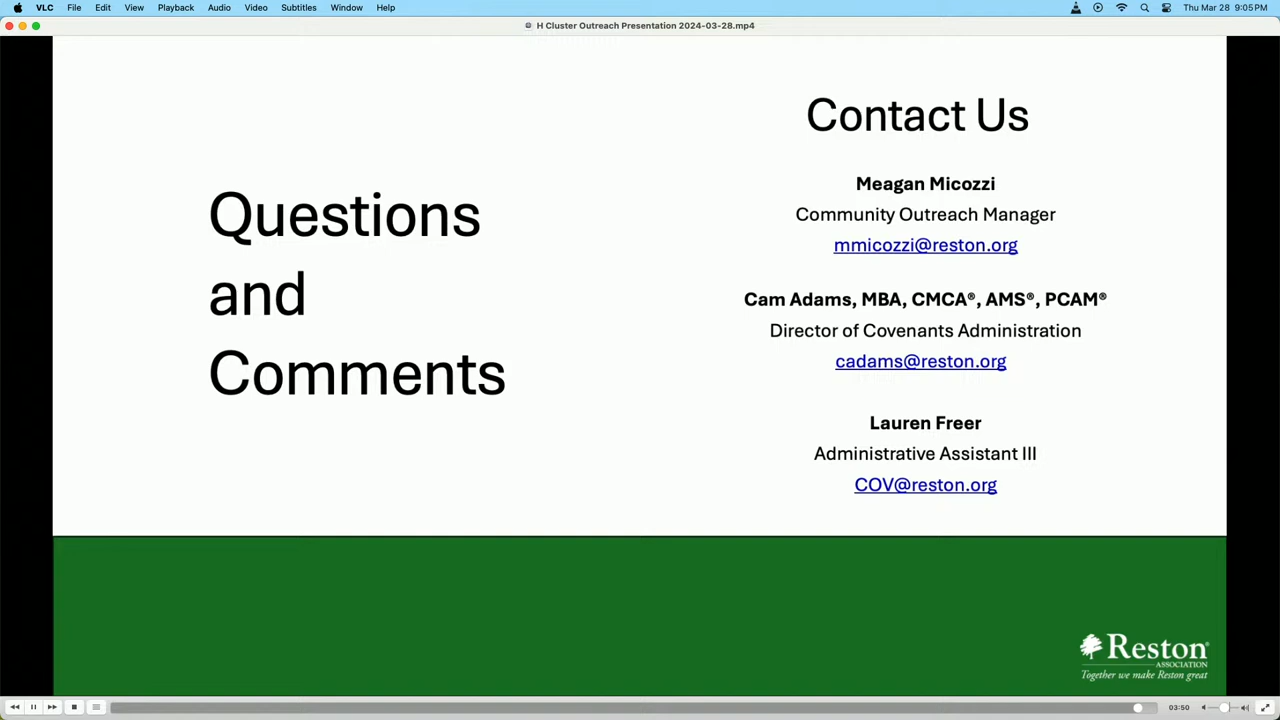 VLC File Edit View Playback Audio Video Subtitles Window Help Thu Mar 28 9:05 PM
H Cluster Outreach Presentation 2024-03-28.mp4
Questions
and
Comments
Contact Us
Meagan Micozzi
Community Outreach Manager
mmicozzi@reston.org
Cam Adams, MBA, CMCA®, AMS®, PCAM®
Director of Covenants Administration
cadams@reston.org
Lauren Freer
Administrative Assistant III
COV@reston.org
Reston®
ASSOCIATION
Together we make Reston great
03:50